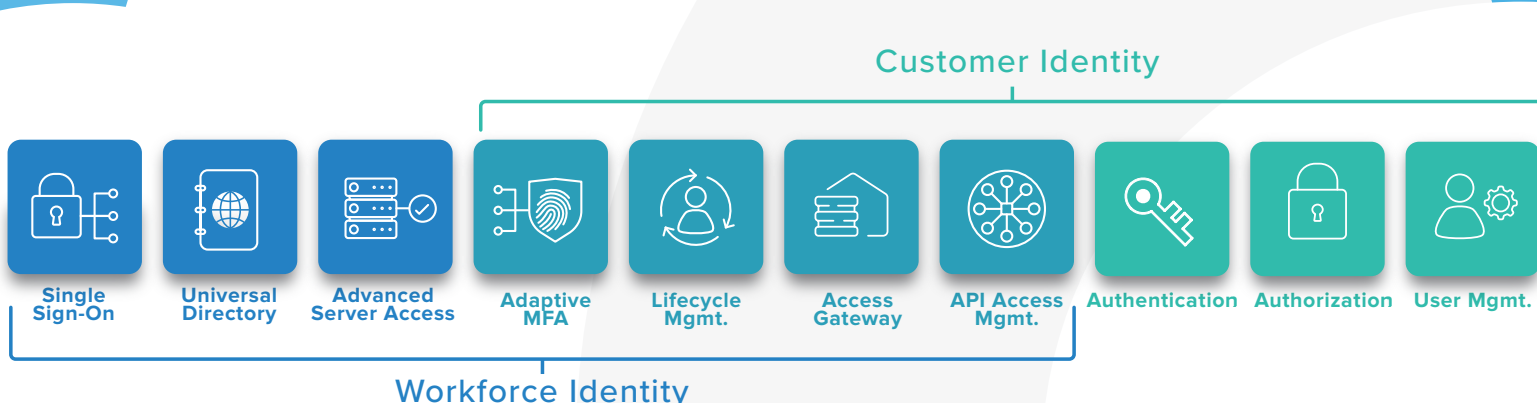 Customer Identity
Single
Sign-On
Universal
Directory
Advanced
Server Access
Adaptive
MFA
Lifecycle
Mgmt.
Access
Gateway
API Access
Mgmt.
Authentication
Authorization
User Mgmt.
Workforce Identity